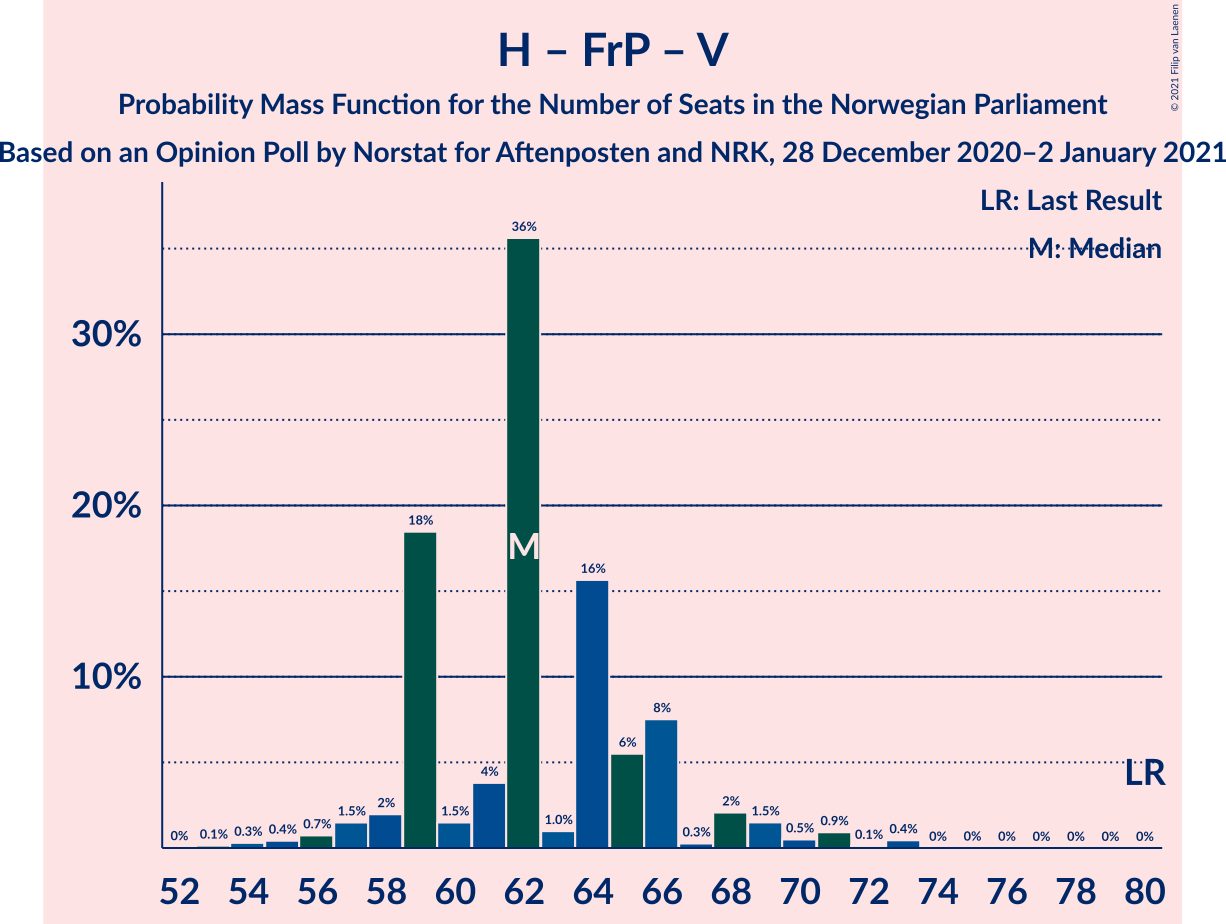 H – FrP – V
© 2021 Filip van Laenen
Probability Mass Function for the Number of Seats in the Norwegian Parliament
Based on an Opinion Poll by Norstat for Aftenposten and NRK, 28 December 2020–2 January 2021
LR: Last Result
M: Median
30%
20%
10%
0% 0.1% 0.3% 0.4% 0.7% 1.5% 2% 18% 1.5% 4% 36% 1.0% 16% 6% 8% 0.3% 2% 1.5% 0.5% 0.9% 0.1% 0.4% 0% 0% 0% 0% 0% 0% 0%
M
LR
52 54 56 58 60 62 64 66 68 70 72 74 76 78 80